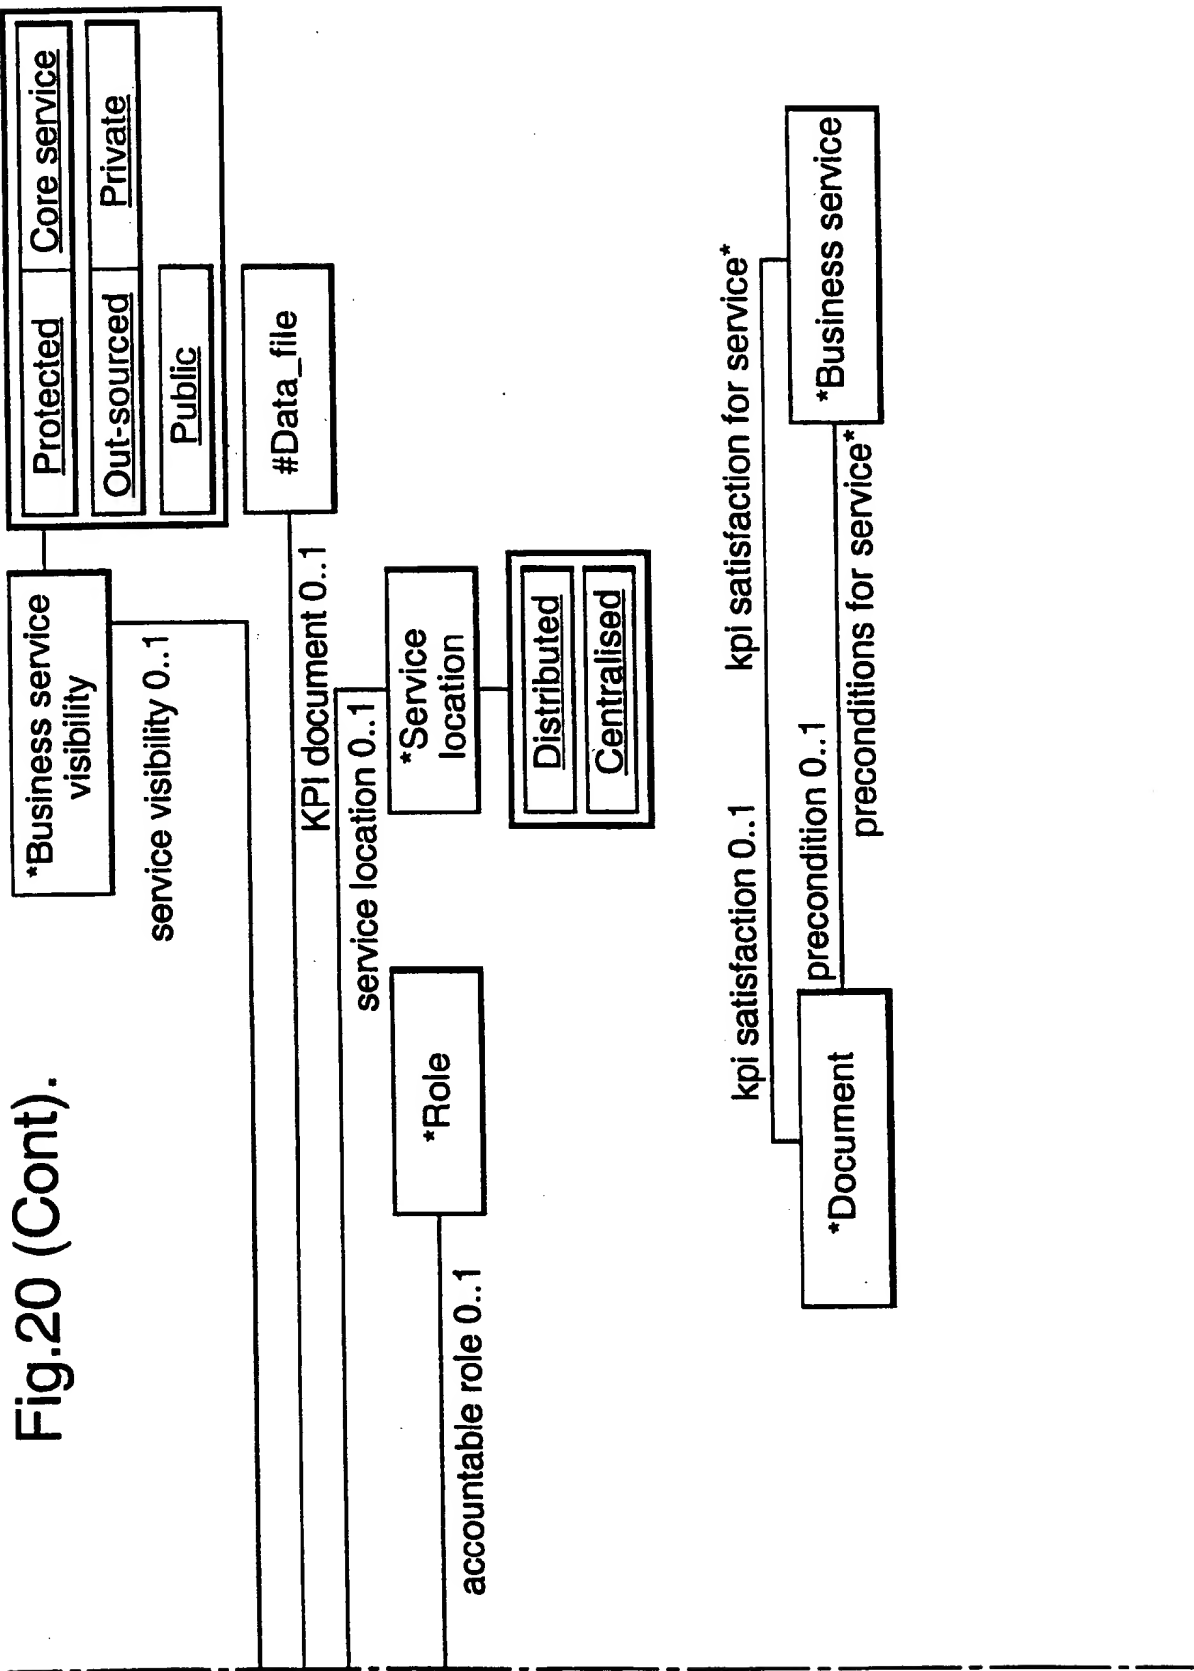 Fig.20 (Cont).
*Business service
visibility
Protected
Core service
Out-sourced
Private
Public
service visibility 0..1
#Data_file
KPI document 0..1
service location 0..1
*Service
location
Distributed
Centralised
*Role
accountable role 0..1
kpi satisfaction 0..1
kpi satisfaction for service*
*Document
precondition 0..1
preconditions for service*
*Business service